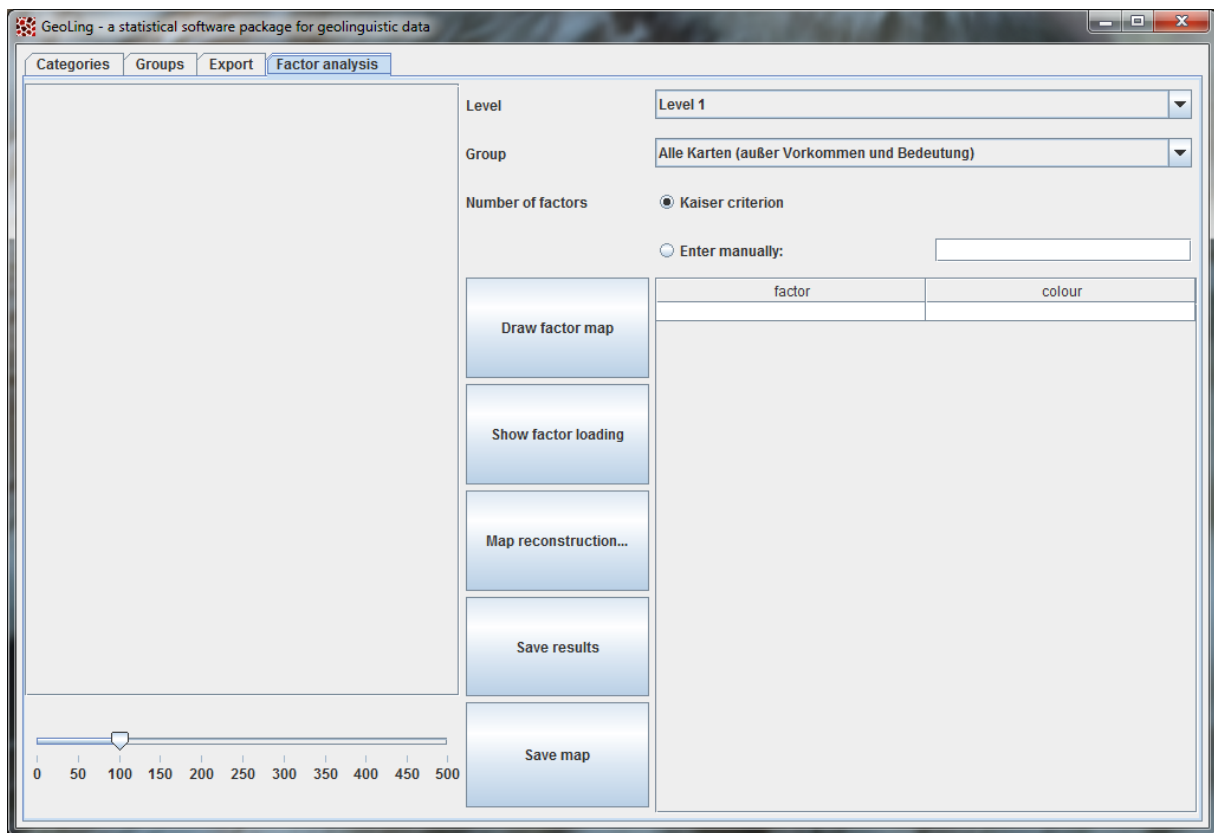 GeoLing - a statistical software package for geolinguistic data
Categories Groups Export Factor analysis
Level Level 1
Group Alle Karten (außer Vorkommen und Bedeutung)
Number of factors Kaiser criterion
Enter manually:
factor colour
Draw factor map
Show factor loading
Map reconstruction...
Save results
Save map
0 50 100 150 200 250 300 350 400 450 500